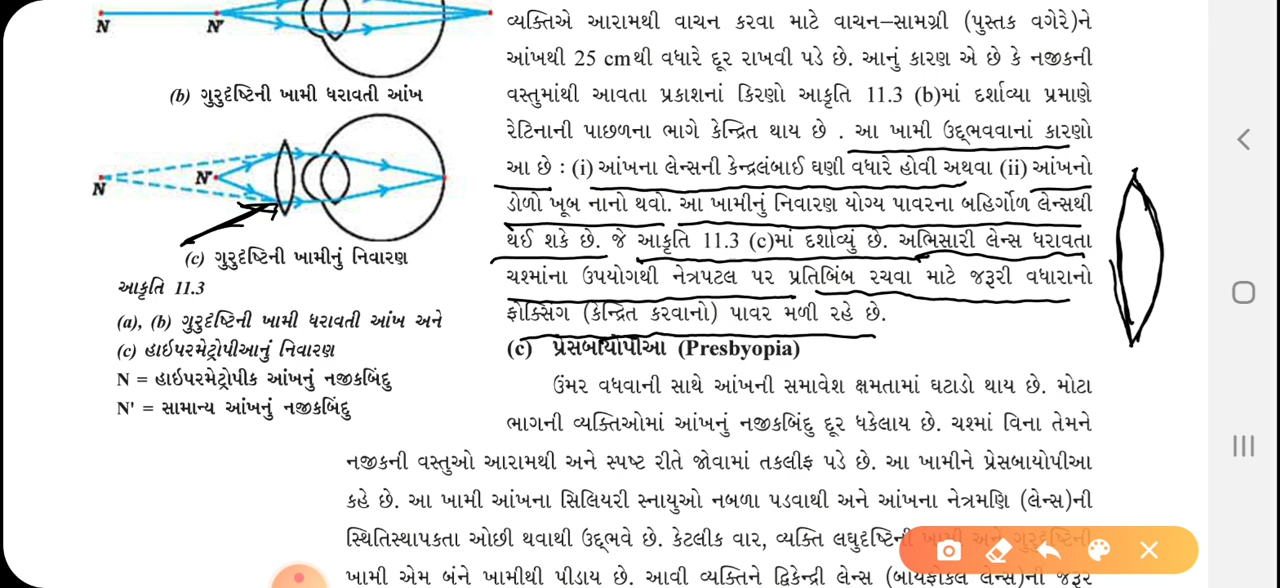 N N'
(b) ગુરુદૃષ્ટિની ખામી ધરાવતી આંખ
N N'
(c) ગુરુદૃષ્ટિની ખામીનું નિવારણ
આકૃતિ 11.3
(a), (b) ગુરુદૃષ્ટિની ખામી ધરાવતી આંખ અને
(c) હાઇપરમેટ્રોપીઆનું નિવારણ
N = હાઇપરમેટ્રોપીક આંખનું નજીકબિંદુ
N' = સામાન્ય આંખનું નજીકબિંદુ
વ્યક્તિએ આરામથી વાચન કરવા માટે વાચન–સામગ્રી (પુસ્તક વગેરે)ને
આંખથી 25 cmથી વધારે દૂર રાખવી પડે છે. આનું કારણ એ છે કે નજીકની
વસ્તુમાંથી આવતા પ્રકાશનાં કિરણો આકૃતિ 11.3 (b)માં દર્શાવ્યા પ્રમાણે
રેટિનાની પાછળના ભાગે કેન્દ્રિત થાય છે . આ ખામી ઉદ્ભવવાનાં કારણો
આ છે : (i) આંખના લેન્સની કેન્દ્રલંબાઈ ઘણી વધારે હોવી અથવા (ii) આંખનો
ડોળો ખૂબ નાનો થવો. આ ખામીનું નિવારણ યોગ્ય પાવરના બહિર્ગોળ લેન્સથી
થઈ શકે છે. જે આકૃતિ 11.3 (c)માં દર્શાવ્યું છે. અભિસારી લેન્સ ધરાવતા
ચશ્માંના ઉપયોગથી નેત્રપટલ પર પ્રતિબિંબ રચવા માટે જરૂરી વધારાનો
ફોક્સિંગ (કેન્દ્રિત કરવાનો) પાવર મળી રહે છે.
(c) પ્રેસબાયોપીઆ (Presbyopia)
ઉંમર વધવાની સાથે આંખની સમાવેશ ક્ષમતામાં ઘટાડો થાય છે. મોટા
ભાગની વ્યક્તિઓમાં આંખનું નજીકબિંદુ દૂર ધકેલાય છે. ચશ્માં વિના તેમને
નજીકની વસ્તુઓ આરામથી અને સ્પષ્ટ રીતે જોવામાં તકલીફ પડે છે. આ ખામીને પ્રેસબાયોપીઆ
કહે છે. આ ખામી આંખના સિલિયરી સ્નાયુઓ નબળા પડવાથી અને આંખના નેત્રમણિ (લેન્સ)ની
સ્થિતિસ્થાપકતા ઓછી થવાથી ઉદ્ભવે છે. કેટલીક વાર, વ્યક્તિ લઘુદૃષ્ટિની ખામી અને ગુરુદૃષ્ટિની
ખામી એમ બંને ખામીથી પીડાય છે. આવી વ્યક્તિને દ્વિકેન્દ્રી લેન્સ (બાયફોકલ લેન્સ)ની જરૂર